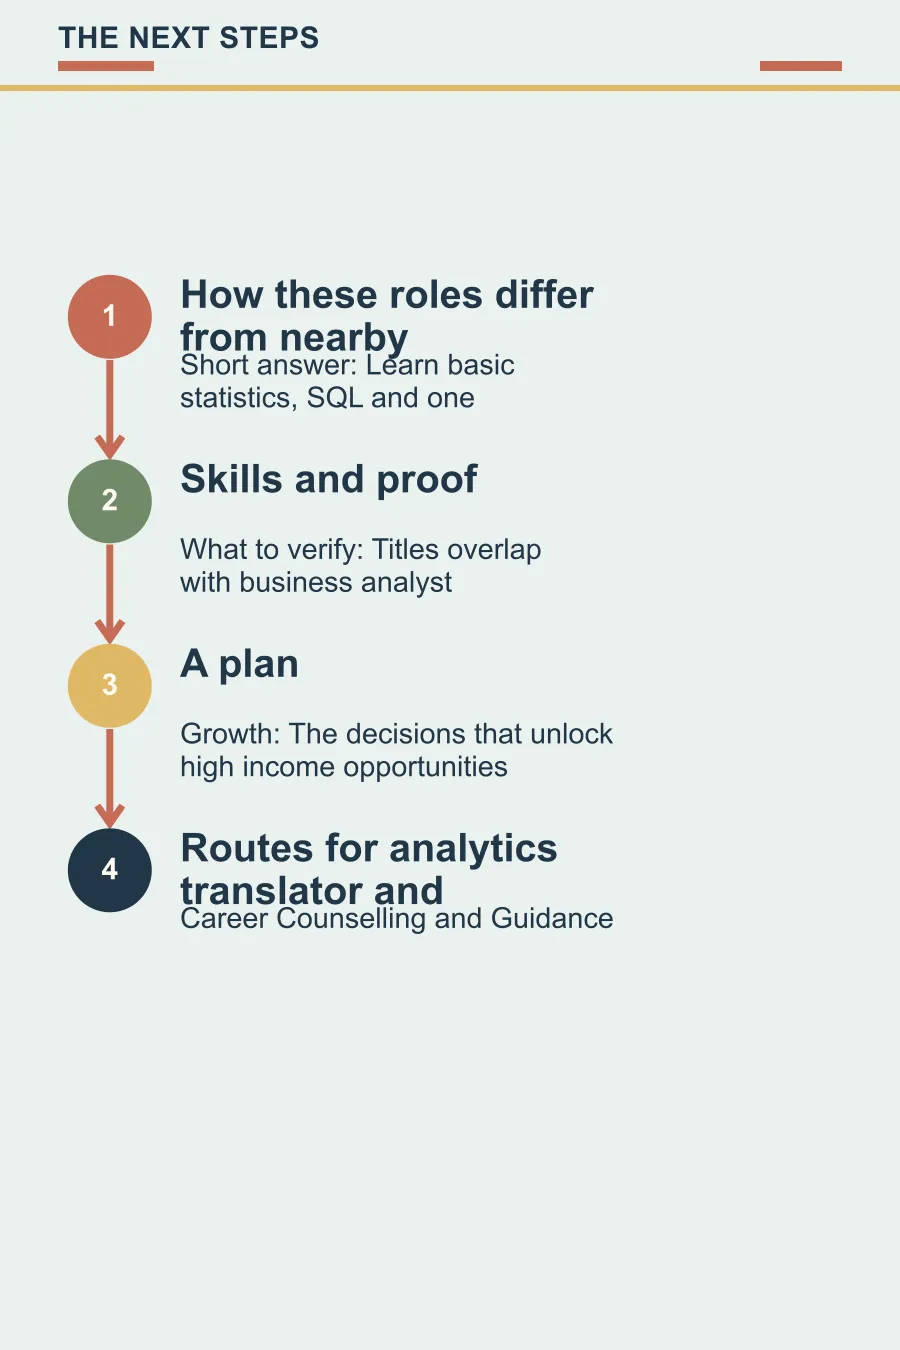 THE NEXT STEPS
1
How these roles differ
from nearby
Short answer: Learn basic
statistics, SQL and one
2
Skills and proof
What to verify: Titles overlap
with business analyst
3
A plan
Growth: The decisions that unlock
high income opportunities
4
Routes for analytics
translator and
Career Counselling and Guidance